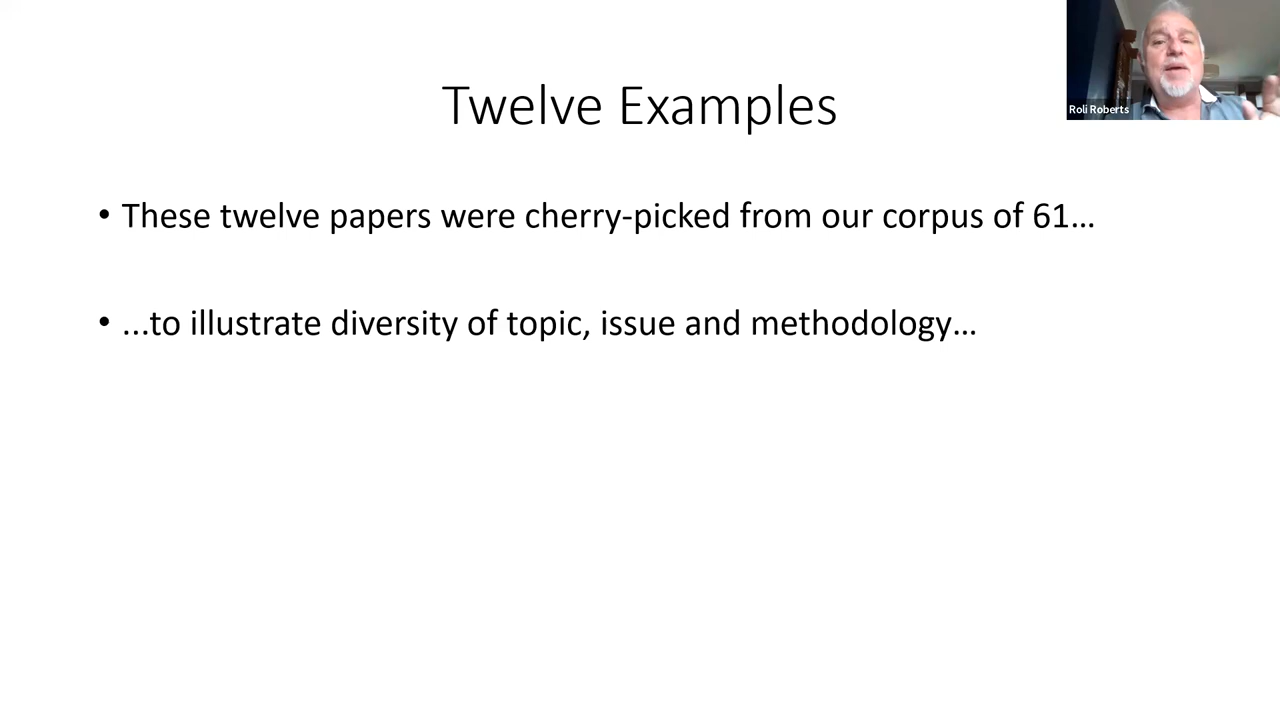 Twelve Examples
Roli Roberts
• These twelve papers were cherry-picked from our corpus of 61…
• ...to illustrate diversity of topic, issue and methodology…